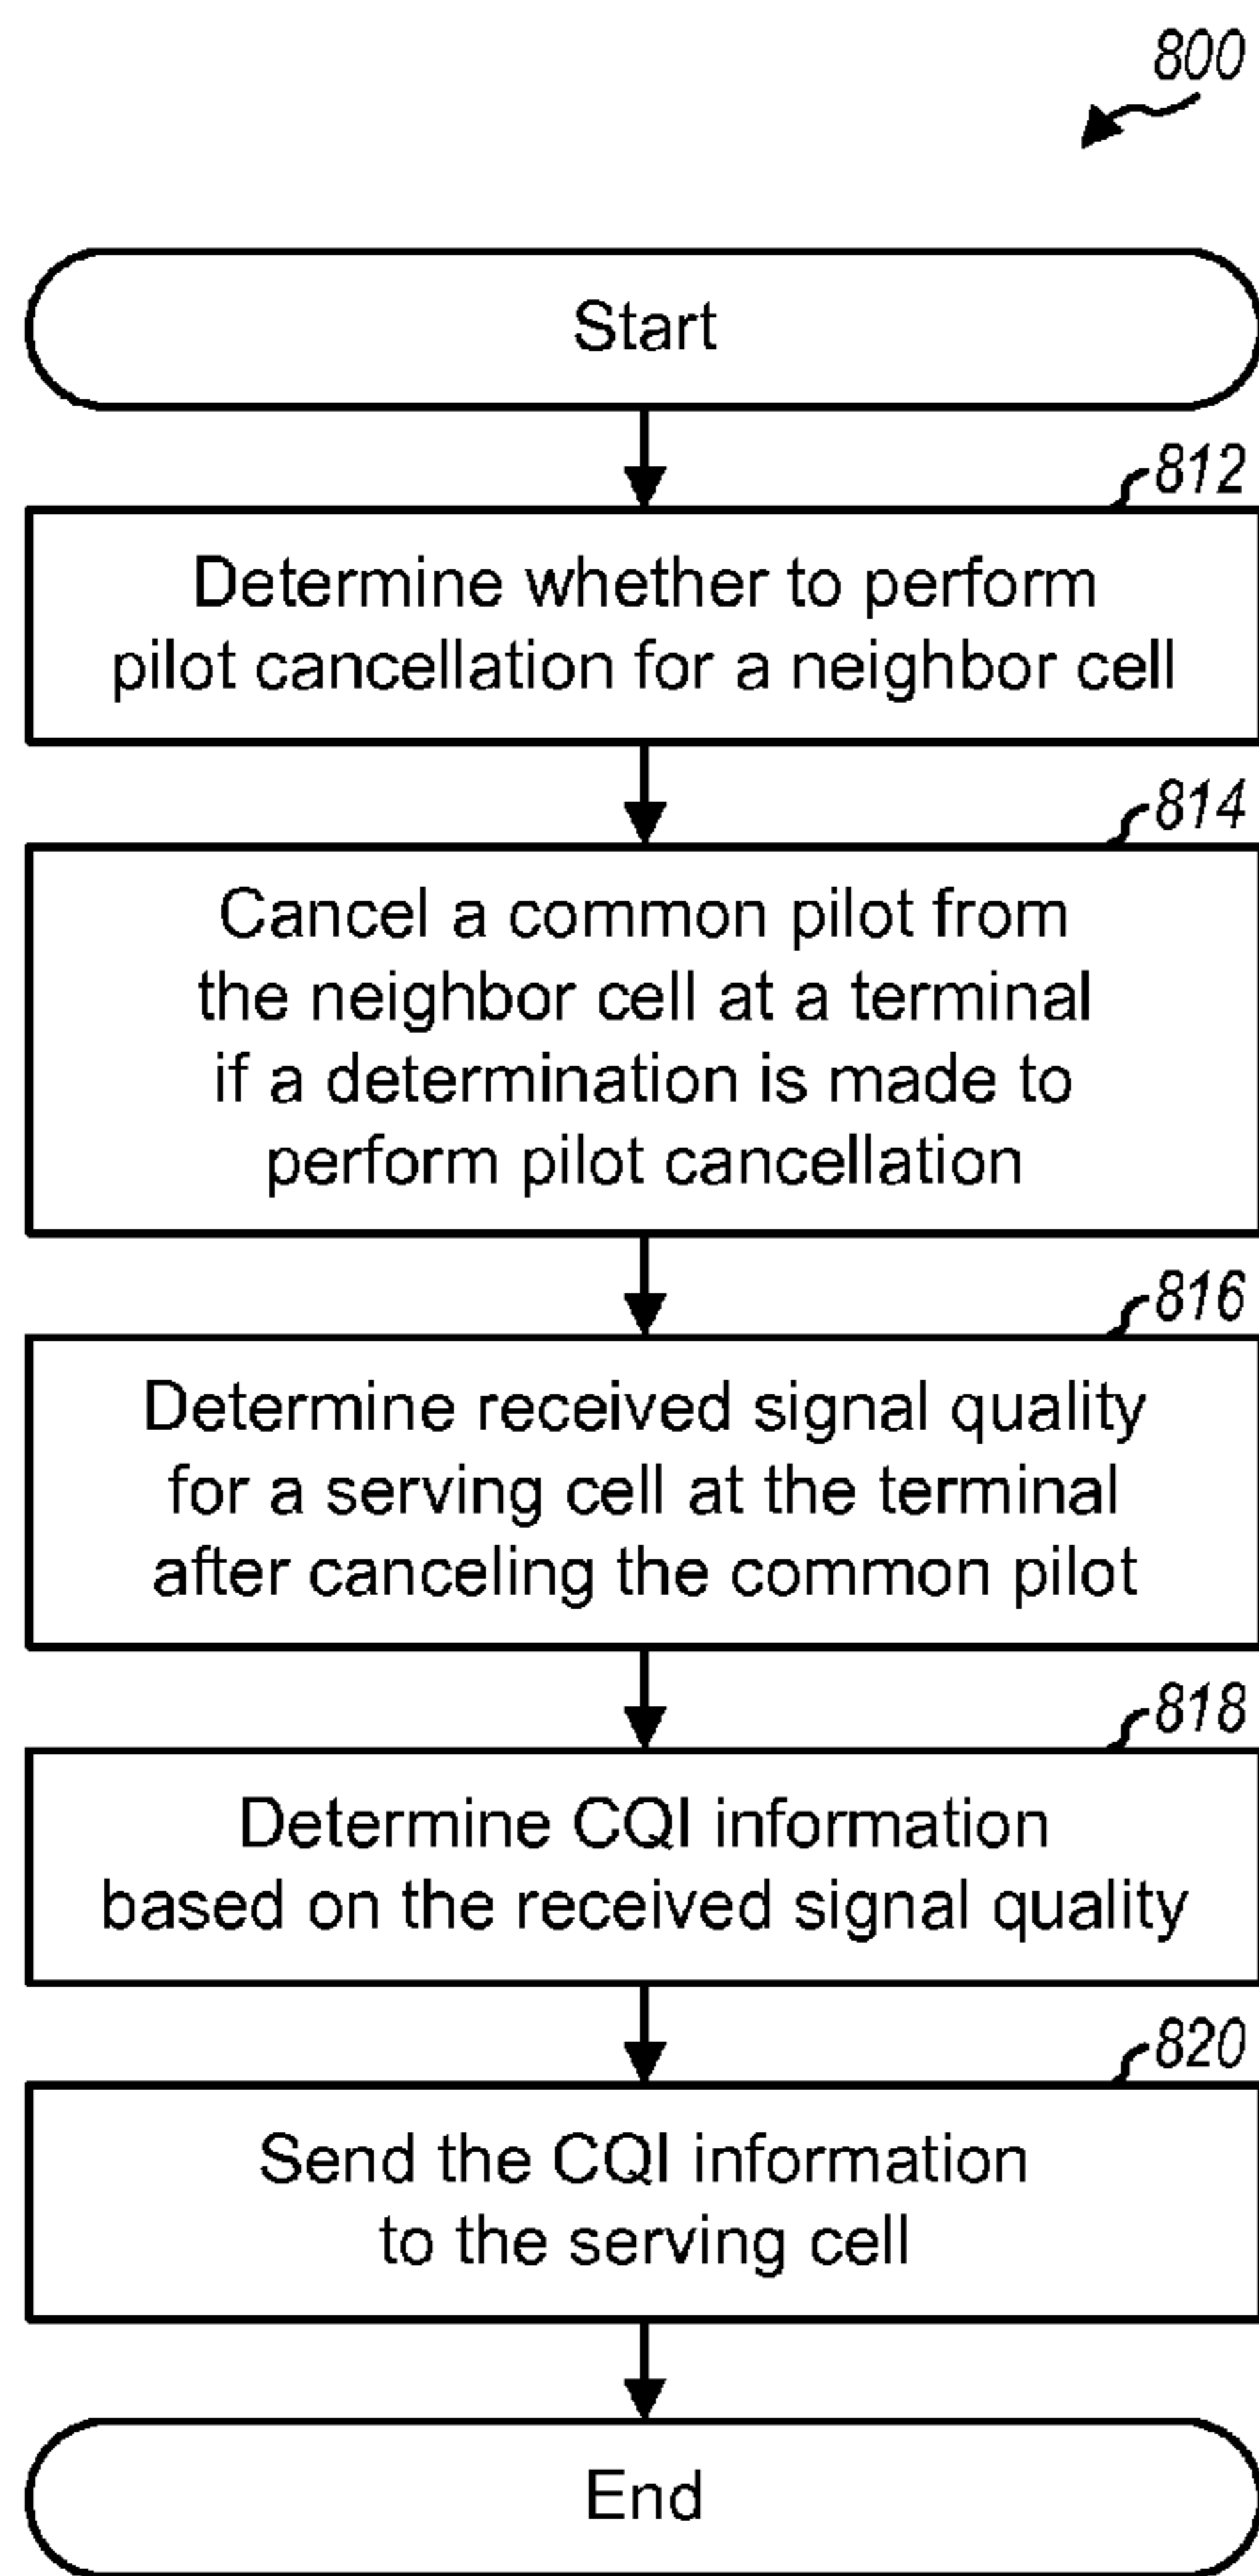 800
Start
812
Determine whether to perform
pilot cancellation for a neighbor cell
814
Cancel a common pilot from
the neighbor cell at a terminal
if a determination is made to
perform pilot cancellation
816
Determine received signal quality
for a serving cell at the terminal
after canceling the common pilot
818
Determine CQI information
based on the received signal quality
820
Send the CQI information
to the serving cell
End